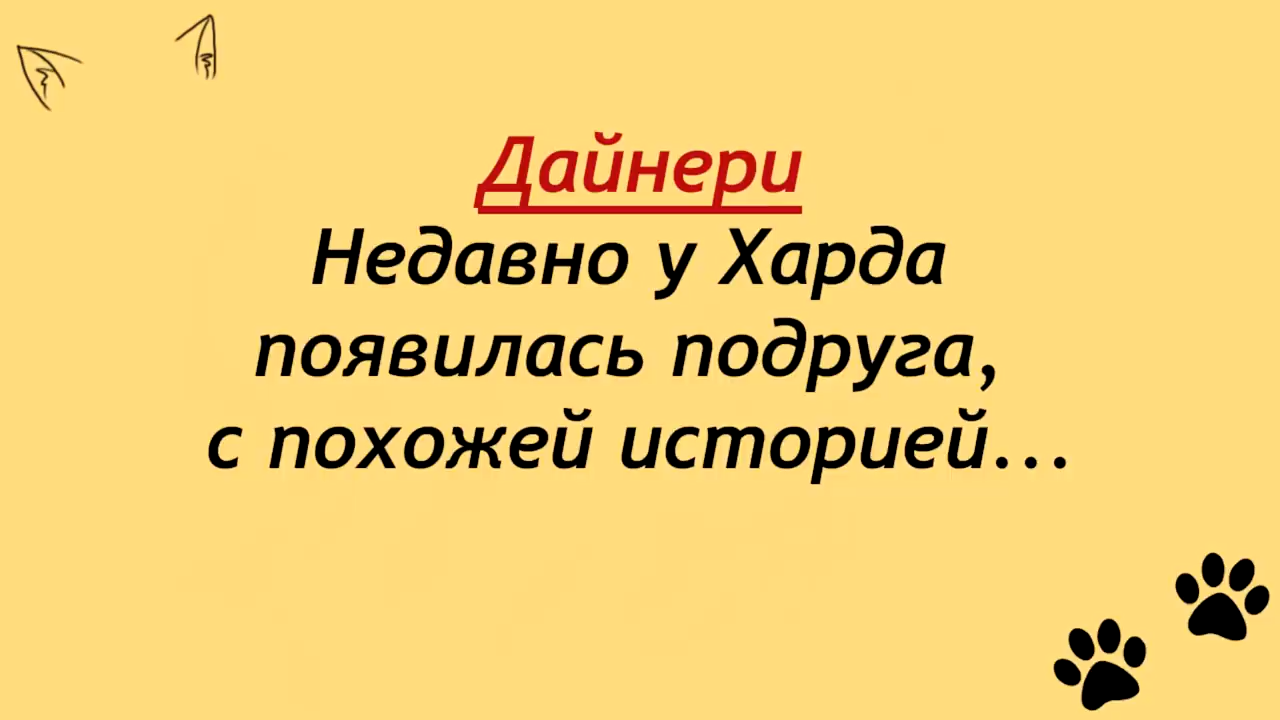 Дайнери
Недавно у Харда
появилась подруга,
с похожей историей...